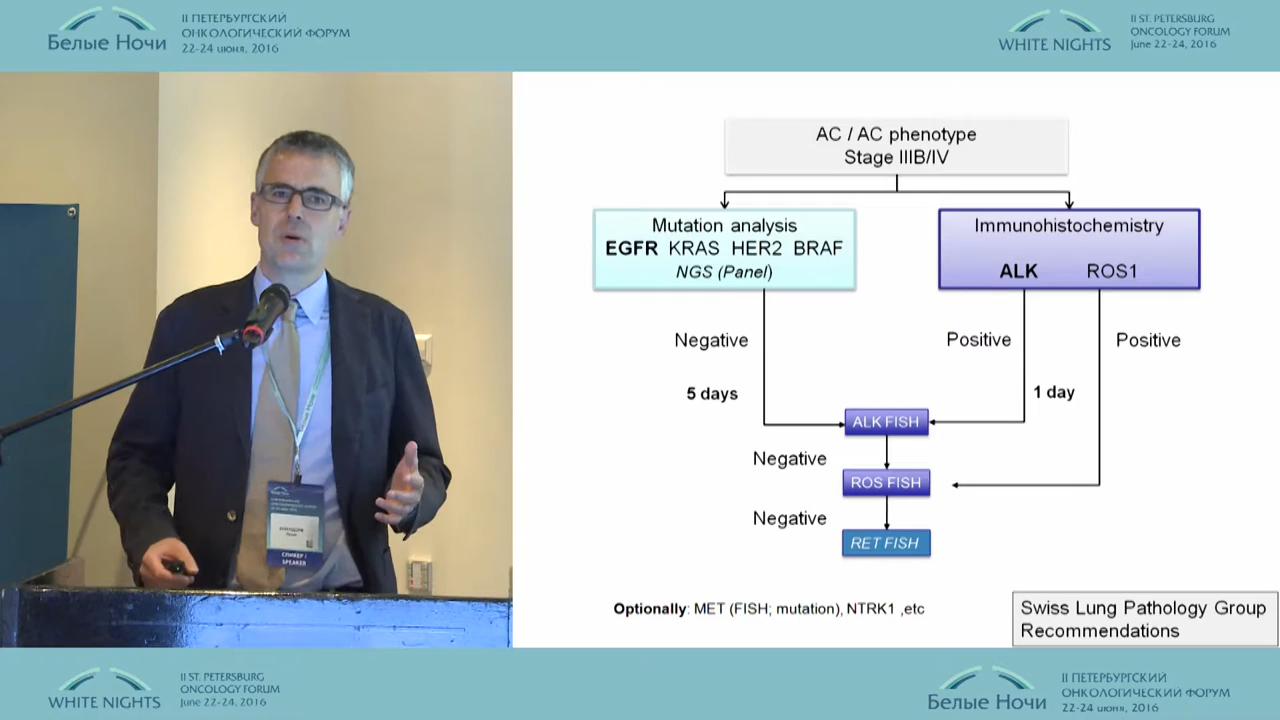 Белые Ночи
II ПЕТЕРБУРГСКИЙ
ОНКОЛОГИЧЕСКИЙ ФОРУМ
22-24 июня, 2016
WHITE NIGHTS
II ST. PETERSBURG
ONCOLOGY FORUM
June 22-24, 2016
AC / AC phenotype
Stage IIIB/IV
Mutation analysis
EGFR KRAS HER2 BRAF
NGS (Panel)
Immunohistochemistry
ALK ROS1
Negative
Positive
Positive
5 days
1 day
ALK FISH
Negative
ROS FISH
Negative
RET FISH
Optionally: MET (FISH; mutation), NTRK1 ,etc
Swiss Lung Pathology Group
Recommendations
СПИКЕР /
SPEAKER
WHITE NIGHTS
II ST. PETERSBURG
ONCOLOGY FORUM
June 22-24, 2016
Белые Ночи
II ПЕТЕРБУРГСКИЙ
ОНКОЛОГИЧЕСКИЙ ФОРУМ
22-24 июня, 2016